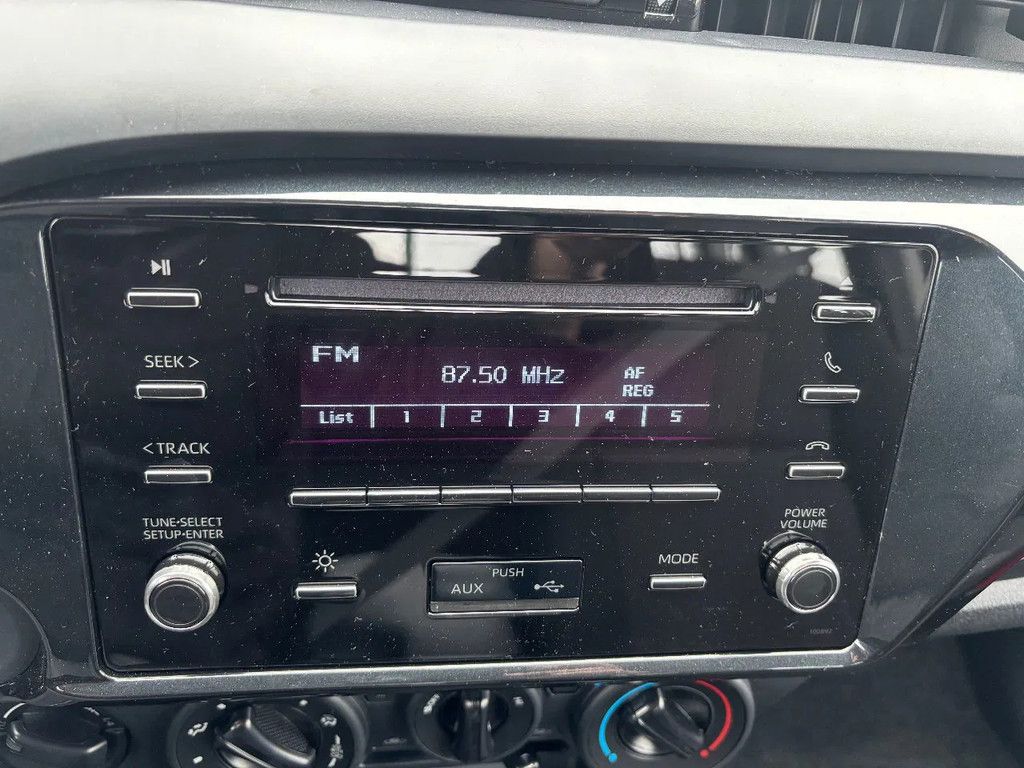 SEEK >
< TRACK
TUNE•SELECT
SETUP•ENTER
FM
87.50 MHz
AF
REG
List 1 2 3 4 5
PUSH
AUX
MODE
POWER
VOLUME
100892